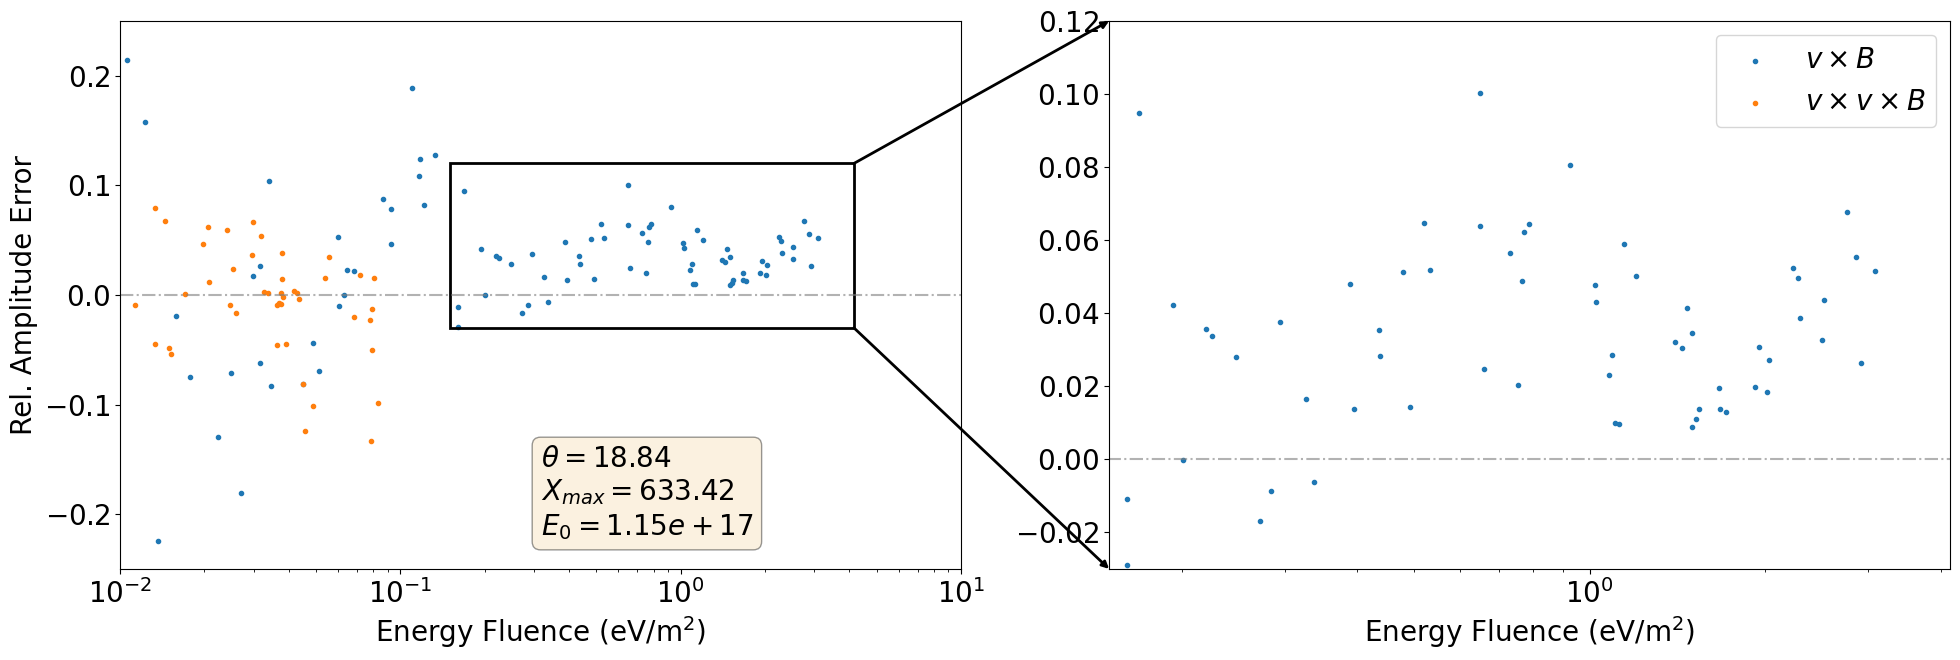 Rel. Amplitude Error
0.2
0.1
0.0
−0.1
−0.2
10⁻²
10⁻¹
10⁰
10¹
Energy Fluence (eV/m²)
θ = 18.84
X_max = 633.42
E₀ = 1.15e + 17
0.12
0.10
0.08
0.06
0.04
0.02
0.00
−0.02
10⁰
Energy Fluence (eV/m²)
v × B
v × v × B